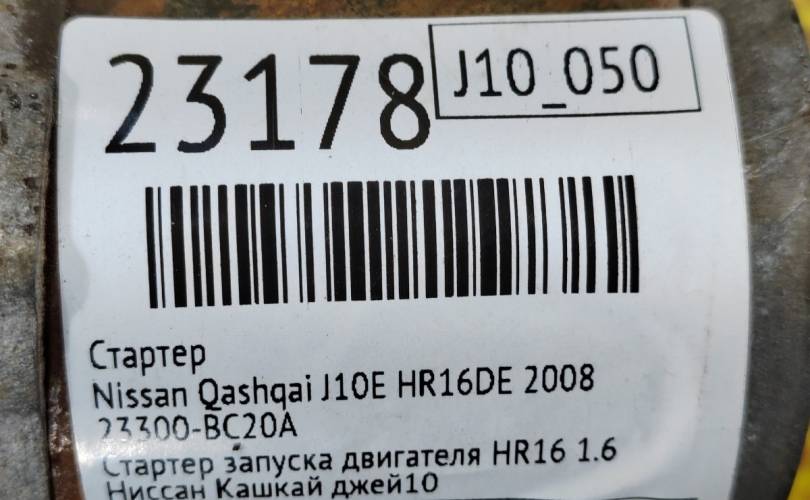 23178
J10_050
Стартер
Nissan Qashqai J10E HR16DE 2008
23300-BC20A
Стартер запуска двигателя HR16 1.6
Ниссан Кашкай джей10